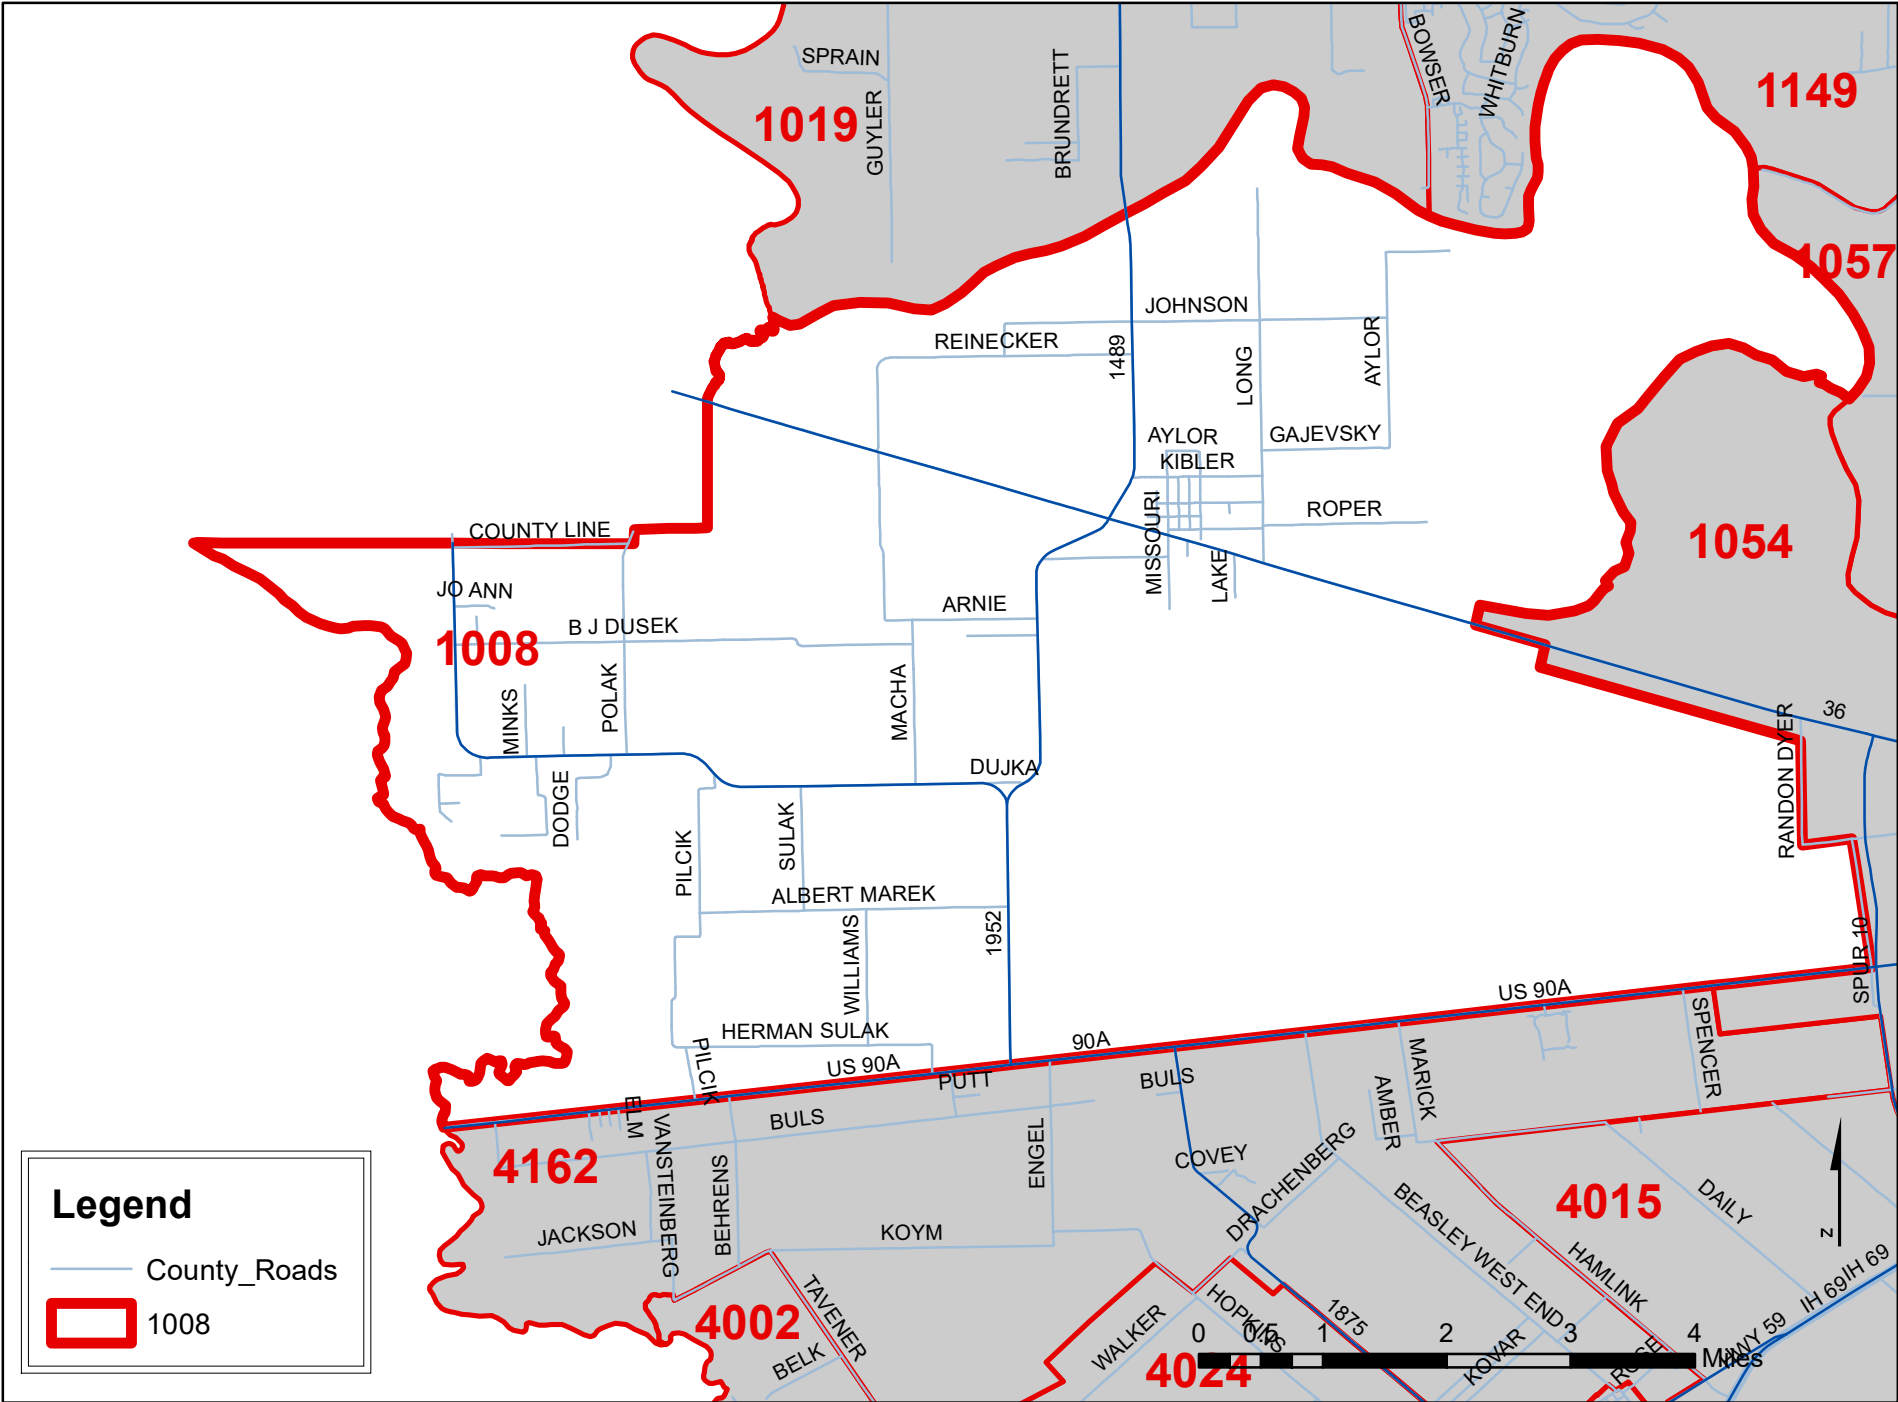 BOWSER
WHITBURN
SPRAIN
1149
1019
GUYLER
BRUNDRETT
1057
JOHNSON
REINECKER
1489
LONG
AYLOR
AYLOR
GAJEVSKY
KIBLER
MISSOURI
ROPER
COUNTY LINE
1054
LAKE
JO ANN
ARNIE
B J DUSEK
1008
MINKS
POLAK
MACHA
36
RANDON DYER
DUJKA
DODGE
PILCIK
SULAK
ALBERT MAREK
WILLIAMS
1952
SPUR 10
US 90A
SPENCER
HERMAN SULAK
90A
PILCIK
US 90A
PUTT
BULS
MARICK
AMBER
ELM
VANSTEINBERG
BULS
ENGEL
COVEY
DRACHENBERG
4162
BEHRENS
JACKSON
KOYM
BEASLEY WEST END
4015
DAILY
HAMLINK
N
IH 69
IH 69
TAVENER
4002
BELK
WALKER
HOPKINS
1875
4024
KOVAR
ROSE
HWY 59
0 0.5 1 2 3 4
Miles
Legend
County_Roads
1008